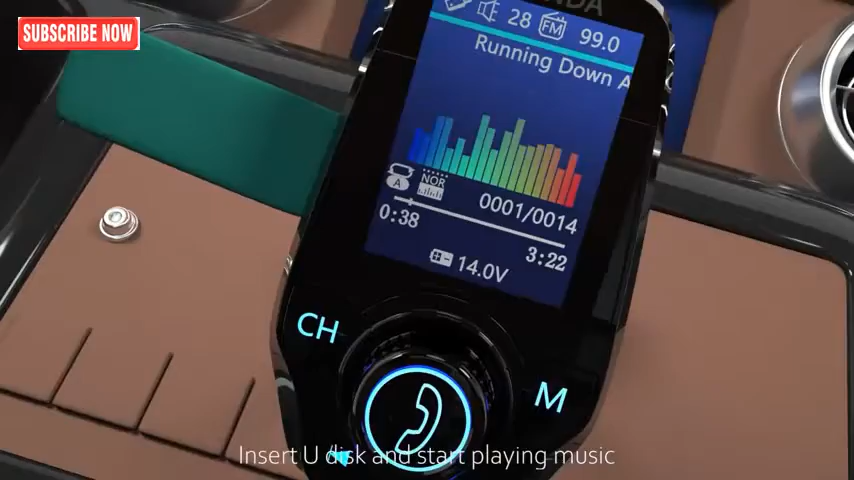 SUBSCRIBE NOW
28 FM 99.0
Running Down A
A NOR
0001/0014
0:38
3:22
14.0V
CH
M
Insert U disk and start playing music